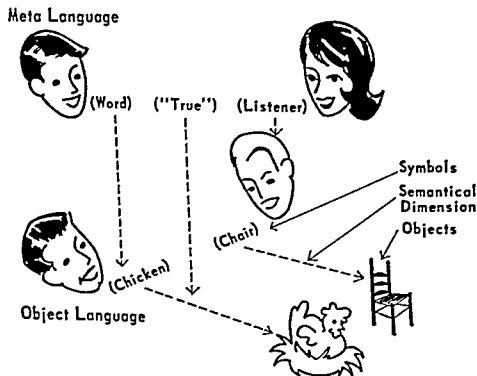 Meta Language
(Word) ("True") (Listener)
Symbols
Semantical
Dimension
(Chair)
Objects
(Chicken)
Object Language